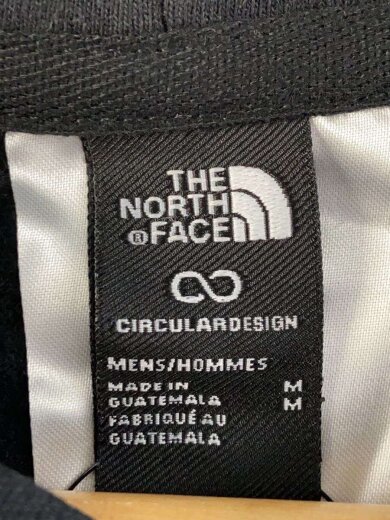 THE
NORTH
®FACE
CIRCULARDESIGN
MENS/HOMMES
MADE IN M
GUATEMALA M
FABRIQUÉ AU
GUATEMALA